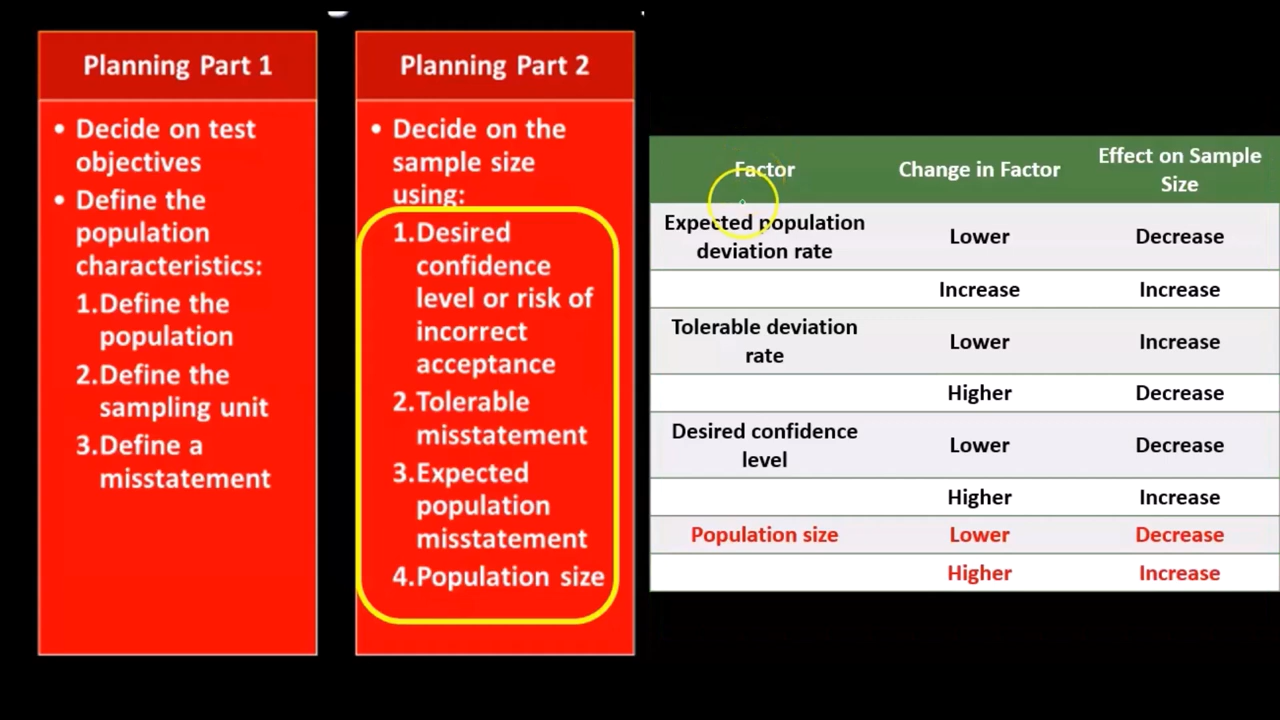 Planning Part 1
• Decide on test
objectives
• Define the
population
characteristics:
1.Define the
population
2.Define the
sampling unit
3.Define a
misstatement
Planning Part 2
• Decide on the
sample size
using:
1.Desired
confidence
level or risk of
incorrect
acceptance
2.Tolerable
misstatement
3.Expected
population
misstatement
4.Population size
Factor Change in Factor Effect on Sample
Size
Expected population
deviation rate Lower Decrease
Increase Increase
Tolerable deviation
rate Lower Increase
Higher Decrease
Desired confidence
level Lower Decrease
Higher Increase
Population size Lower Decrease
Higher Increase